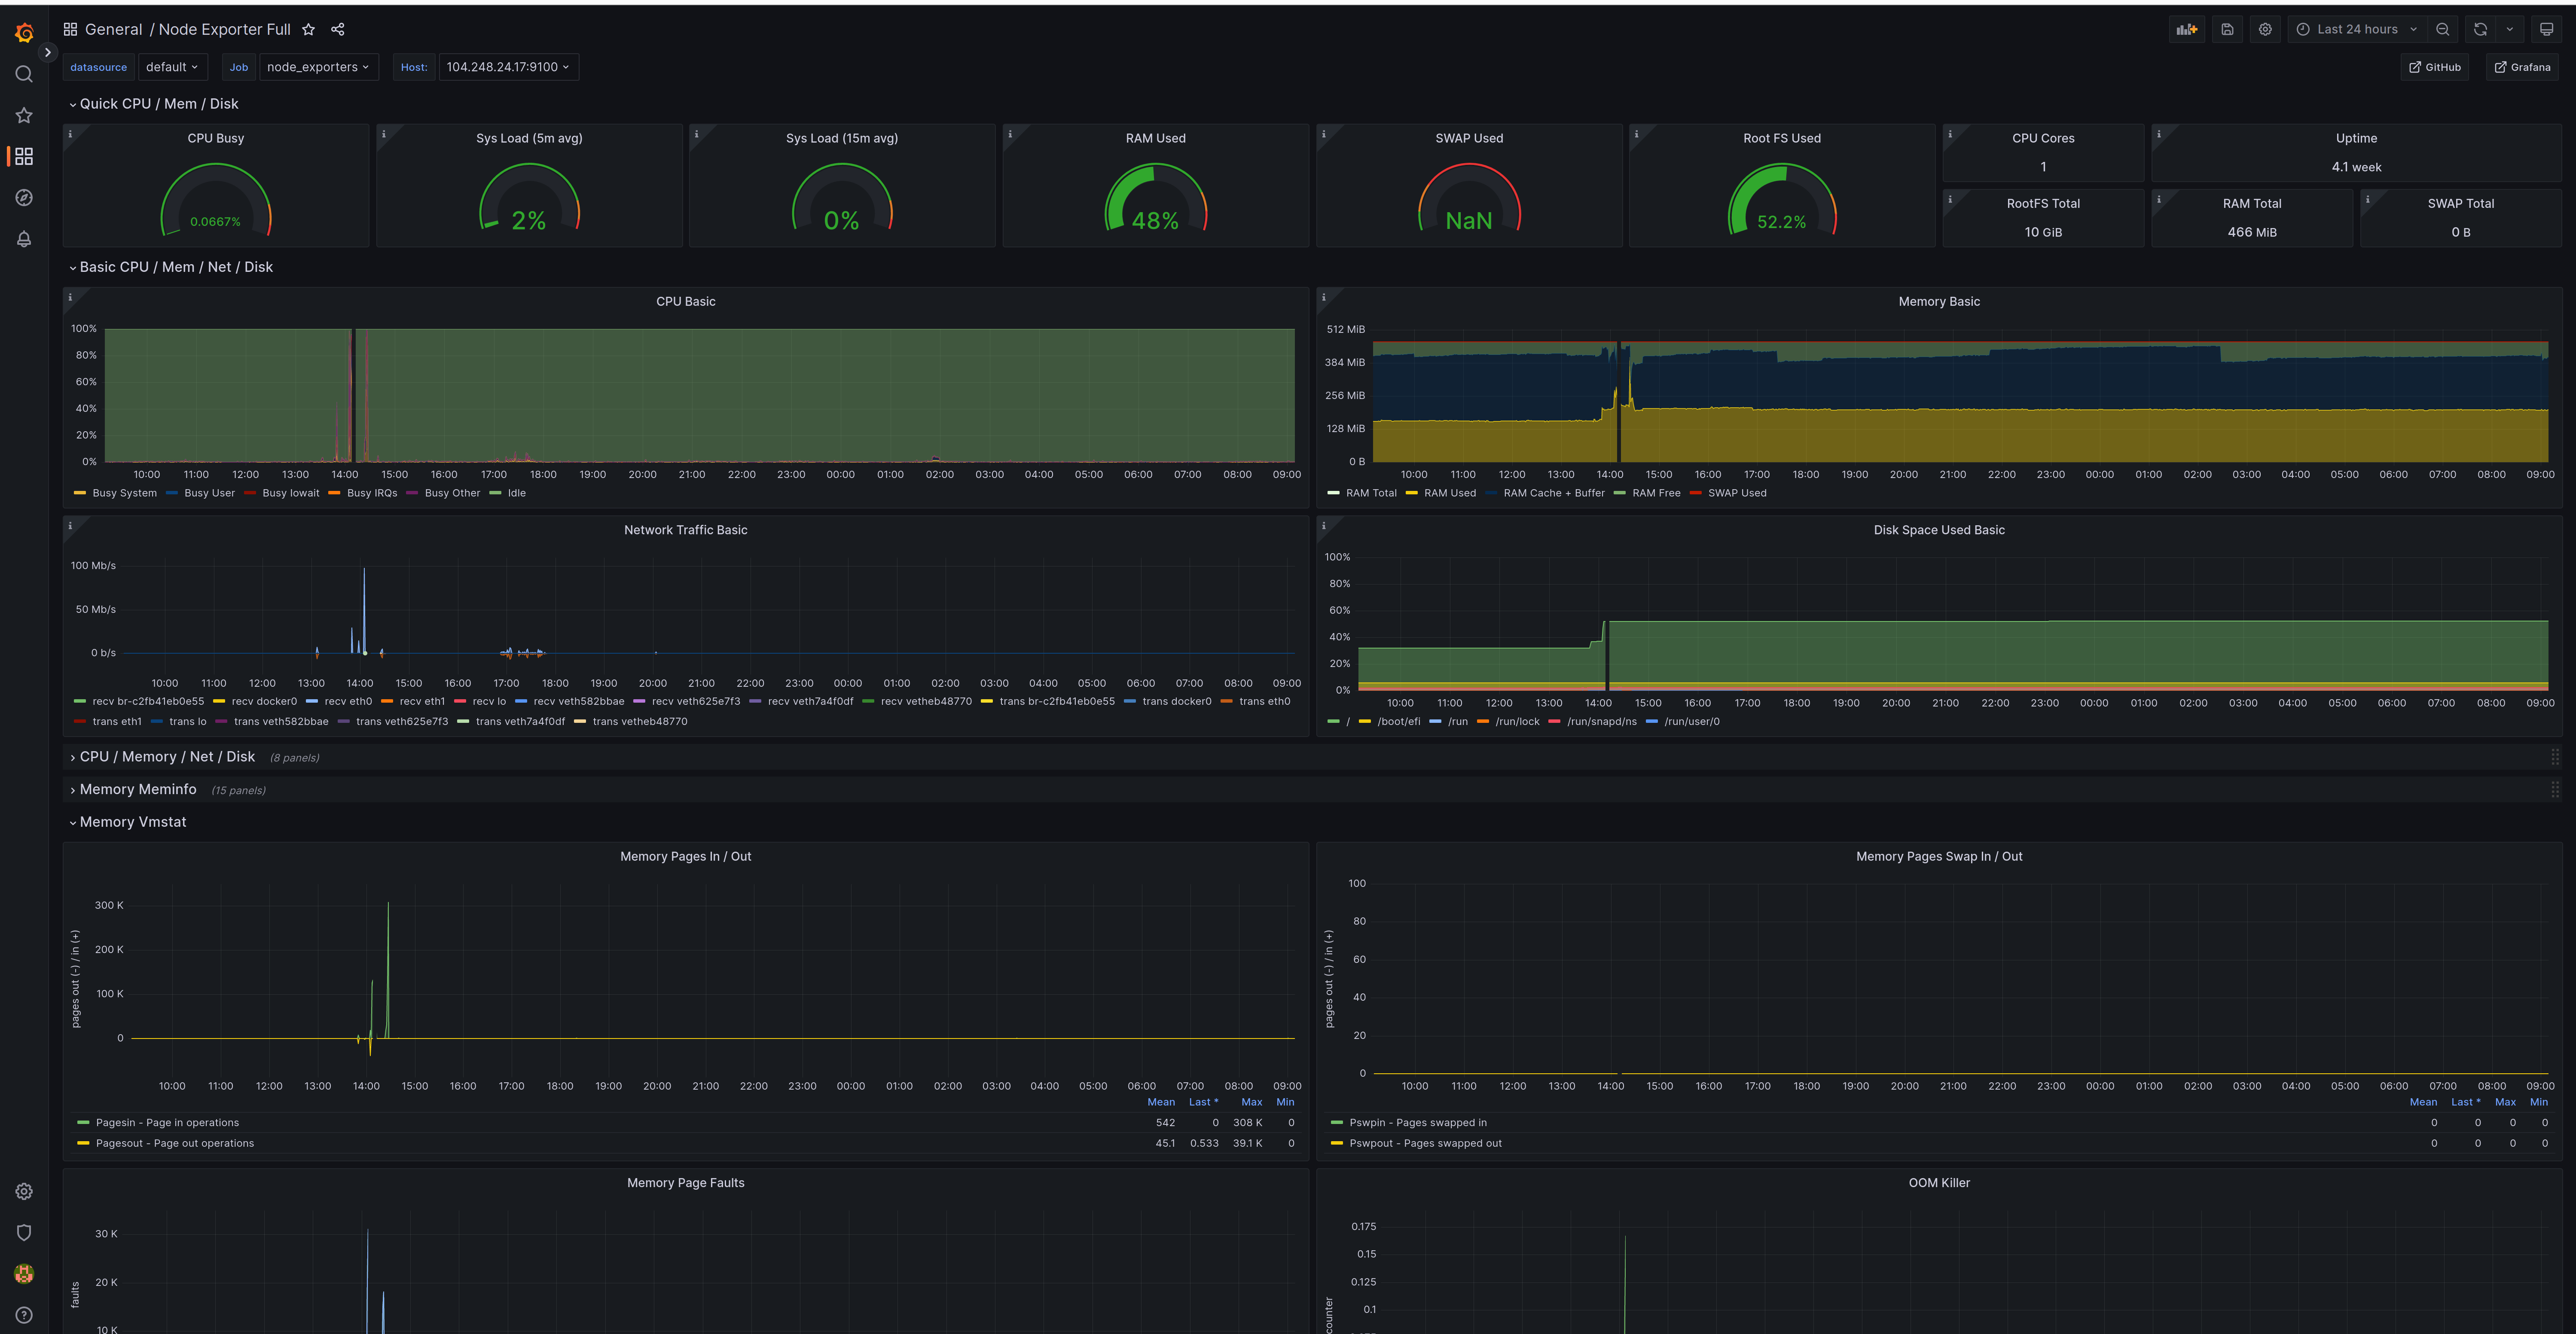 General / Node Exporter Full
Last 24 hours
datasource default Job node_exporters Host: 104.248.24.17:9100 GitHub Grafana
Quick CPU / Mem / Disk
CPU Busy
0.0667%
Sys Load (5m avg)
2%
Sys Load (15m avg)
0%
RAM Used
48%
SWAP Used
NaN
Root FS Used
52.2%
CPU Cores
1
Uptime
4.1 week
RootFS Total
10 GiB
RAM Total
466 MiB
SWAP Total
0 B
Basic CPU / Mem / Net / Disk
CPU Basic
100%
80%
60%
40%
20%
0%
10:00 11:00 12:00 13:00 14:00 15:00 16:00 17:00 18:00 19:00 20:00 21:00 22:00 23:00 00:00 01:00 02:00 03:00 04:00 05:00 06:00 07:00 08:00 09:00
Busy System Busy User Busy Iowait Busy IRQs Busy Other Idle
Memory Basic
512 MiB
384 MiB
256 MiB
128 MiB
0 B
10:00 11:00 12:00 13:00 14:00 15:00 16:00 17:00 18:00 19:00 20:00 21:00 22:00 23:00 00:00 01:00 02:00 03:00 04:00 05:00 06:00 07:00 08:00 09:00
RAM Total RAM Used RAM Cache + Buffer RAM Free SWAP Used
Network Traffic Basic
100 Mb/s
50 Mb/s
0 b/s
10:00 11:00 12:00 13:00 14:00 15:00 16:00 17:00 18:00 19:00 20:00 21:00 22:00 23:00 00:00 01:00 02:00 03:00 04:00 05:00 06:00 07:00 08:00 09:00
recv br-c2fb41eb0e55 recv docker0 recv eth0 recv eth1 recv lo recv veth582bbae recv veth625e7f3 recv veth7a4f0df recv vetheb48770 trans br-c2fb41eb0e55 trans docker0 trans eth0
trans eth1 trans lo trans veth582bbae trans veth625e7f3 trans veth7a4f0df trans vetheb48770
Disk Space Used Basic
100%
80%
60%
40%
20%
0%
10:00 11:00 12:00 13:00 14:00 15:00 16:00 17:00 18:00 19:00 20:00 21:00 22:00 23:00 00:00 01:00 02:00 03:00 04:00 05:00 06:00 07:00 08:00 09:00
/ /boot/efi /run /run/lock /run/snapd/ns /run/user/0
CPU / Memory / Net / Disk (8 panels)
Memory Meminfo (15 panels)
Memory Vmstat
Memory Pages In / Out
pages out (-) / in (+)
300 K
200 K
100 K
0
10:00 11:00 12:00 13:00 14:00 15:00 16:00 17:00 18:00 19:00 20:00 21:00 22:00 23:00 00:00 01:00 02:00 03:00 04:00 05:00 06:00 07:00 08:00 09:00
Mean Last * Max Min
Pagesin - Page in operations 542 0 308 K 0
Pagesout - Page out operations 45.1 0.533 39.1 K 0
Memory Pages Swap In / Out
pages out (-) / in (+)
100
80
60
40
20
0
10:00 11:00 12:00 13:00 14:00 15:00 16:00 17:00 18:00 19:00 20:00 21:00 22:00 23:00 00:00 01:00 02:00 03:00 04:00 05:00 06:00 07:00 08:00 09:00
Mean Last * Max Min
Pswpin - Pages swapped in 0 0 0 0
Pswpout - Pages swapped out 0 0 0 0
Memory Page Faults
faults
30 K
20 K
10 K
OOM Killer
counter
0.175
0.15
0.125
0.1